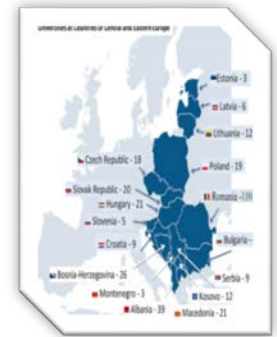 Universities at Countries of Central and Eastern Europe
Estonia - 3
Latvia - 6
Lithuania - 12
Czech Republic - 18
Poland - 19
Slovak Republic - 20
Romania -110
Hungary - 21
Slovenia - 5
Bulgaria -
Croatia - 9
Bosnia-Herzegovina - 26
Serbia - 9
Montenegro - 3
Kosovo - 12
Albania - 39
Macedonia - 21